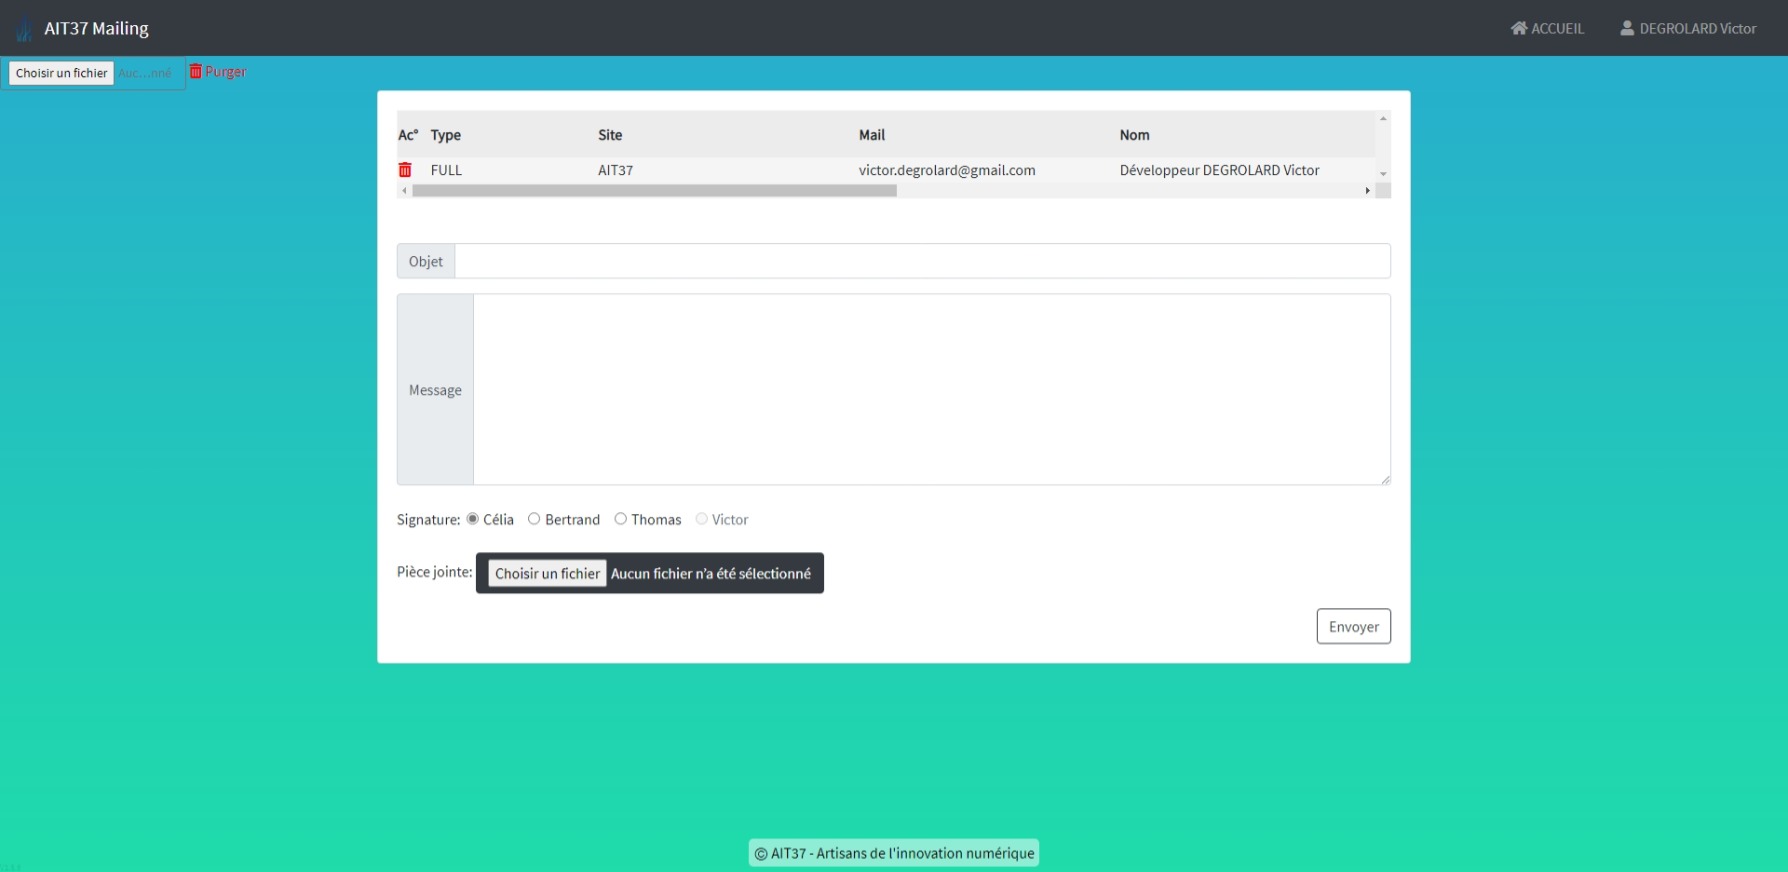 AIT37 Mailing
ACCUEIL
DEGROLARD Victor
Choisir un fichier Auc...nné Purger
Ac° Type Site Mail Nom
FULL AIT37 victor.degrolard@gmail.com Développeur DEGROLARD Victor
Objet
Message
Signature: Célia Bertrand Thomas Victor
Pièce jointe: Choisir un fichier Aucun fichier n’a été sélectionné
Envoyer
© AIT37 - Artisans de l'innovation numérique